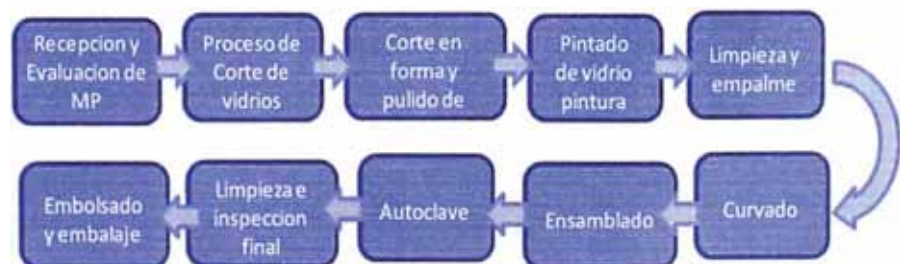 Recepcion y
Evaluacion de
MP
Proceso de
Corte de
vidrios
Corte en
forma y
pulido de
Pintado
de vidrio
pintura
Limpieza y
empalme
Curvado
Ensamblado
Autoclave
Limpieza e
inspeccion
final
Embolsado
y embalaje